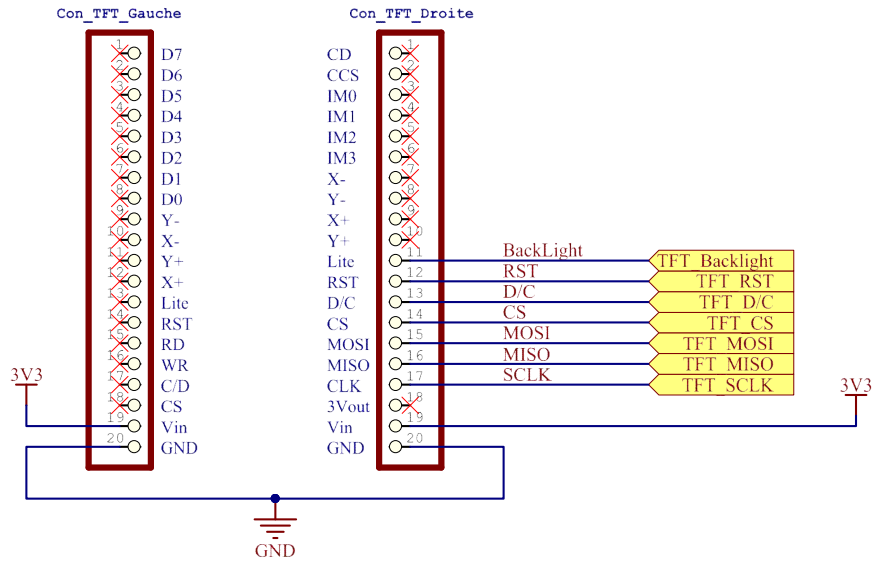 Con_TFT_Gauche
1 D7
2 D6
3 D5
4 D4
5 D3
6 D2
7 D1
8 D0
9 Y-
10 X-
11 Y+
12 X+
13 Lite
14 RST
15 RD
16 WR
17 C/D
18 CS
19 Vin
20 GND
3V3
Con_TFT_Droite
CD 1
CCS 2
IM0 3
IM1 4
IM2 5
IM3 6
X- 7
Y- 8
X+ 9
Y+ 10
Lite 11 BackLight TFT_Backlight
RST 12 RST TFT_RST
D/C 13 D/C TFT_D/C
CS 14 CS TFT_CS
MOSI 15 MOSI TFT_MOSI
MISO 16 MISO TFT_MISO
CLK 17 SCLK TFT_SCLK
3Vout 18
Vin 19
GND 20
3V3
GND